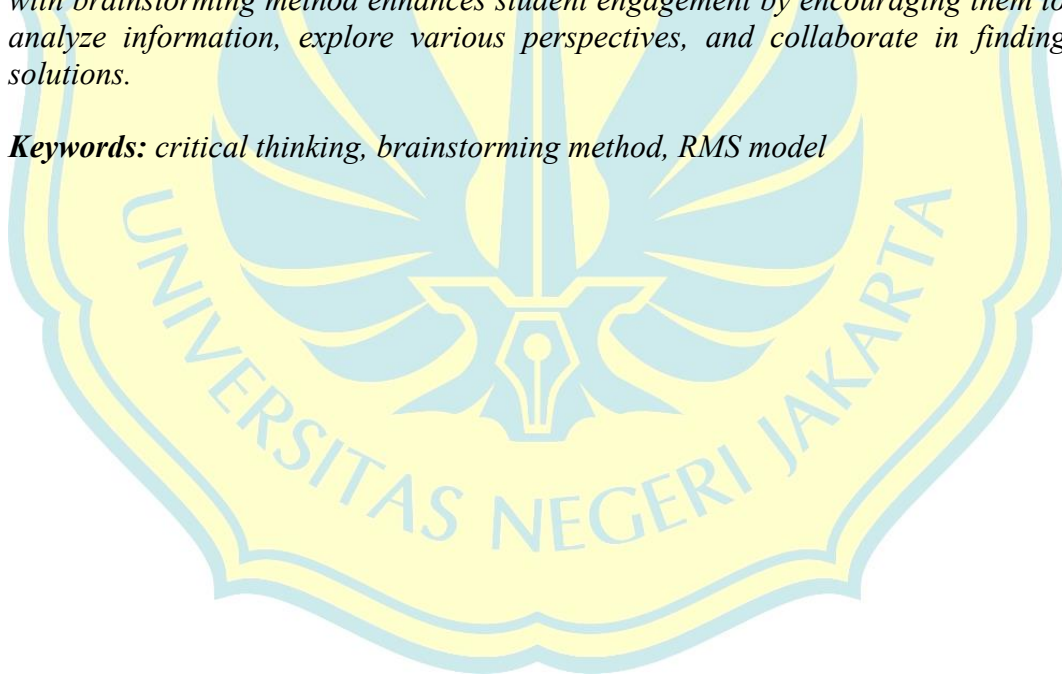 with brainstorming method enhances student engagement by encouraging them to
analyze information, explore various perspectives, and collaborate in finding
solutions.
Keywords: critical thinking, brainstorming method, RMS model
UNIVERSITAS NEGERI JAKARTA